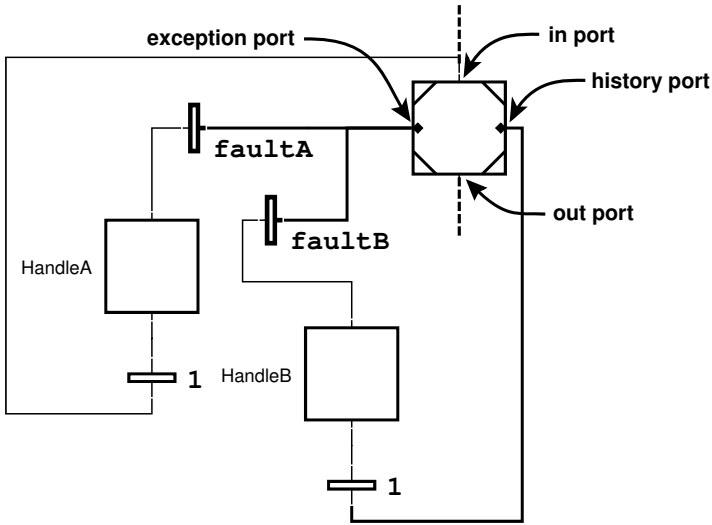 exception port
in port
history port
faultA
out port
faultB
HandleA
HandleB
1
1